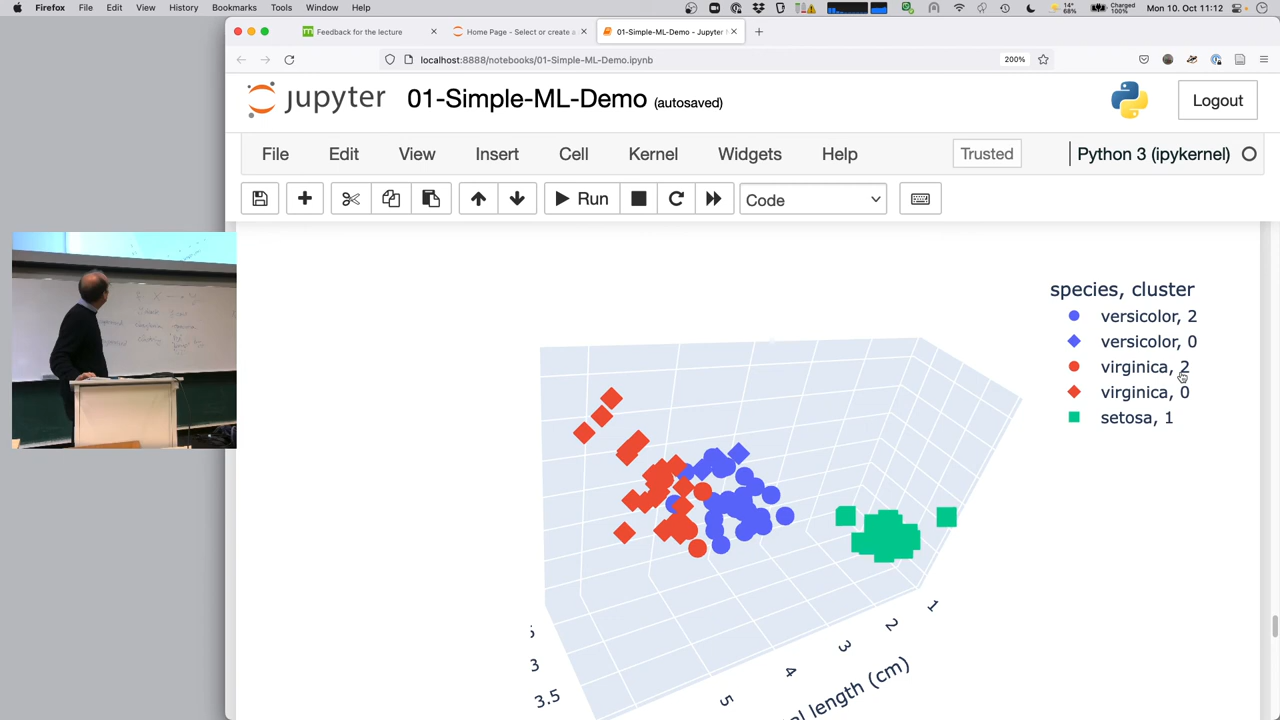 Firefox File Edit View History Bookmarks Tools Window Help 14% 68% Charged 100% Mon 10. Oct 11:12
Feedback for the lecture Home Page - Select or create a 01-Simple-ML-Demo - Jupyter
localhost:8888/notebooks/01-Simple-ML-Demo.ipynb 200%
jupyter 01-Simple-ML-Demo (autosaved) Logout
File Edit View Insert Cell Kernel Widgets Help Trusted Python 3 (ipykernel)
Run Code
species, cluster
versicolor, 2
versicolor, 0
virginica, 2
virginica, 0
setosa, 1
1
2
3
4
5
3
3.5
length (cm)